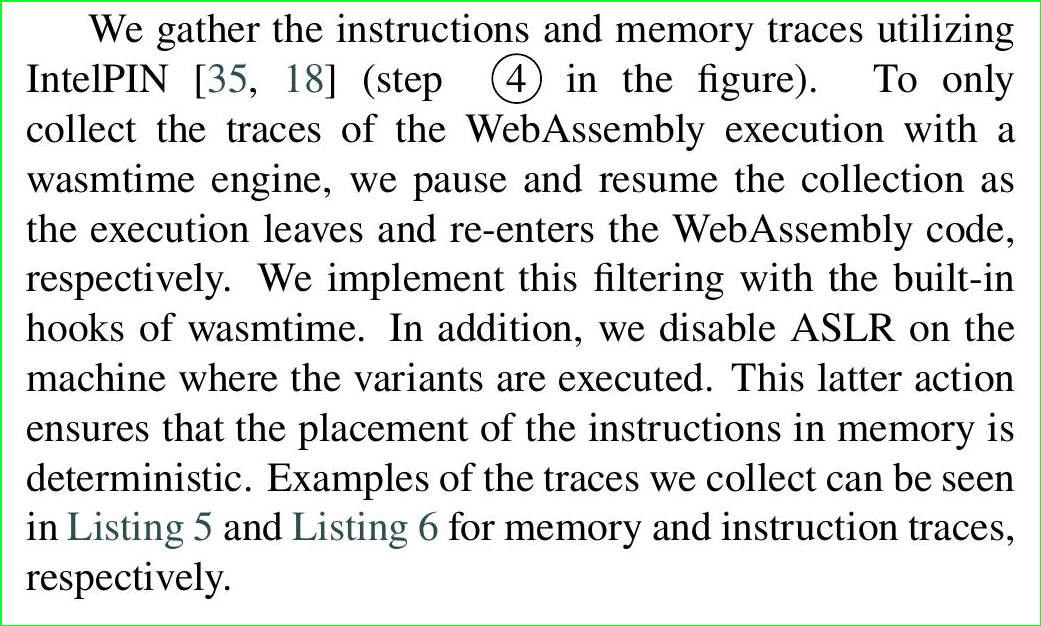 We gather the instructions and memory traces utilizing
IntelPIN [35, 18] (step ④ in the figure). To only
collect the traces of the WebAssembly execution with a
wasmtime engine, we pause and resume the collection as
the execution leaves and re-enters the WebAssembly code,
respectively. We implement this filtering with the built-in
hooks of wasmtime. In addition, we disable ASLR on the
machine where the variants are executed. This latter action
ensures that the placement of the instructions in memory is
deterministic. Examples of the traces we collect can be seen
in Listing 5 and Listing 6 for memory and instruction traces,
respectively.